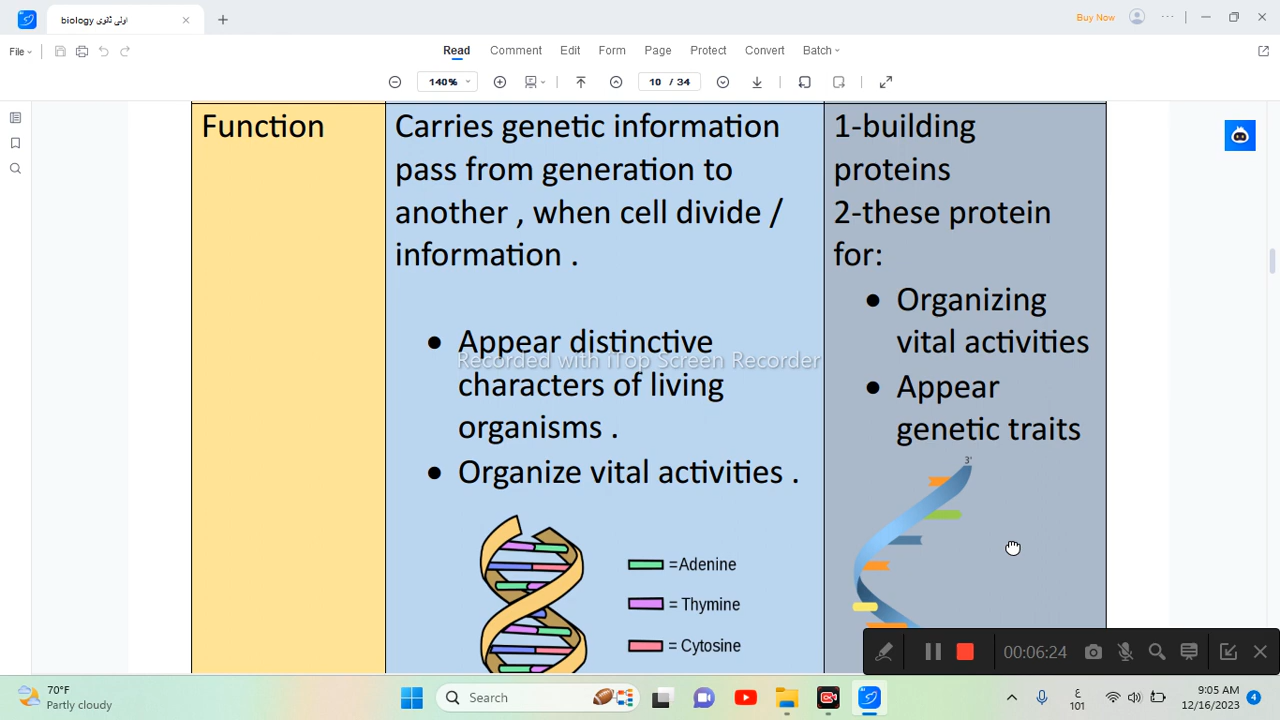 biology اولى ثانوى
Buy Now
File
Read
Comment
Edit
Form
Page
Protect
Convert
Batch
140%
10 / 34
Function
Carries genetic information
pass from generation to
another , when cell divide /
information .
Appear distinctive
characters of living
organisms .
Organize vital activities .
1-building
proteins
2-these protein
for:
Organizing
vital activities
Appear
genetic traits
Recorded with iTop Screen Recorder
3'
=Adenine
= Thymine
= Cytosine
00:06:24
70°F
Partly cloudy
Search
ع
101
9:05 AM
12/16/2023
4